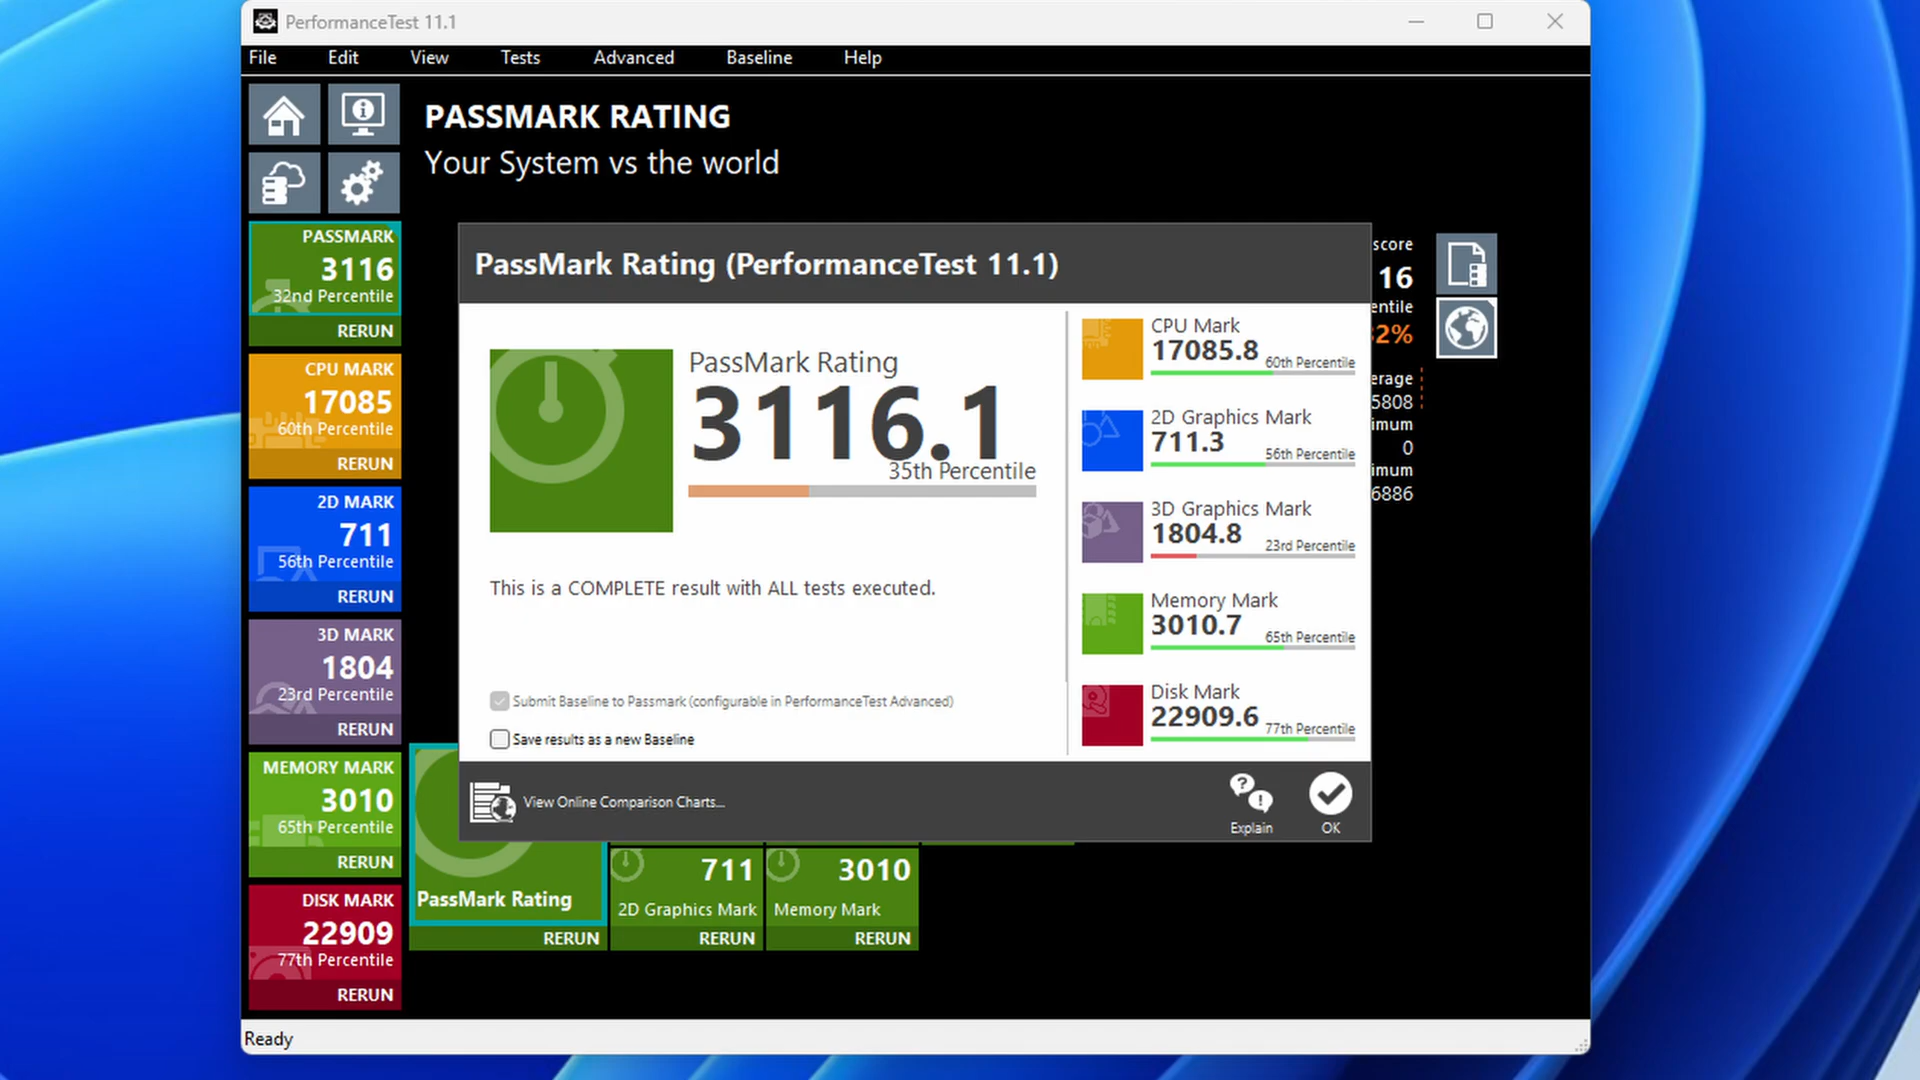 PerformanceTest 11.1
File Edit View Tests Advanced Baseline Help
PASSMARK RATING
Your System vs the world
PASSMARK
3116
32nd Percentile
RERUN
CPU MARK
17085
60th Percentile
RERUN
2D MARK
711
56th Percentile
RERUN
3D MARK
1804
23rd Percentile
RERUN
MEMORY MARK
3010
65th Percentile
RERUN
DISK MARK
22909
77th Percentile
RERUN
PassMark Rating (PerformanceTest 11.1)
PassMark Rating
3116.1
35th Percentile
This is a COMPLETE result with ALL tests executed.
Submit Baseline to Passmark (configurable in PerformanceTest Advanced)
Save results as a new Baseline
CPU Mark
17085.8 60th Percentile
2D Graphics Mark
711.3 56th Percentile
3D Graphics Mark
1804.8 23rd Percentile
Memory Mark
3010.7 65th Percentile
Disk Mark
22909.6 77th Percentile
View Online Comparison Charts...
Explain
OK
score
16
entile
32%
erage
5808
imum
0
imum
6886
PassMark Rating
RERUN
711
2D Graphics Mark
RERUN
3010
Memory Mark
RERUN
Ready